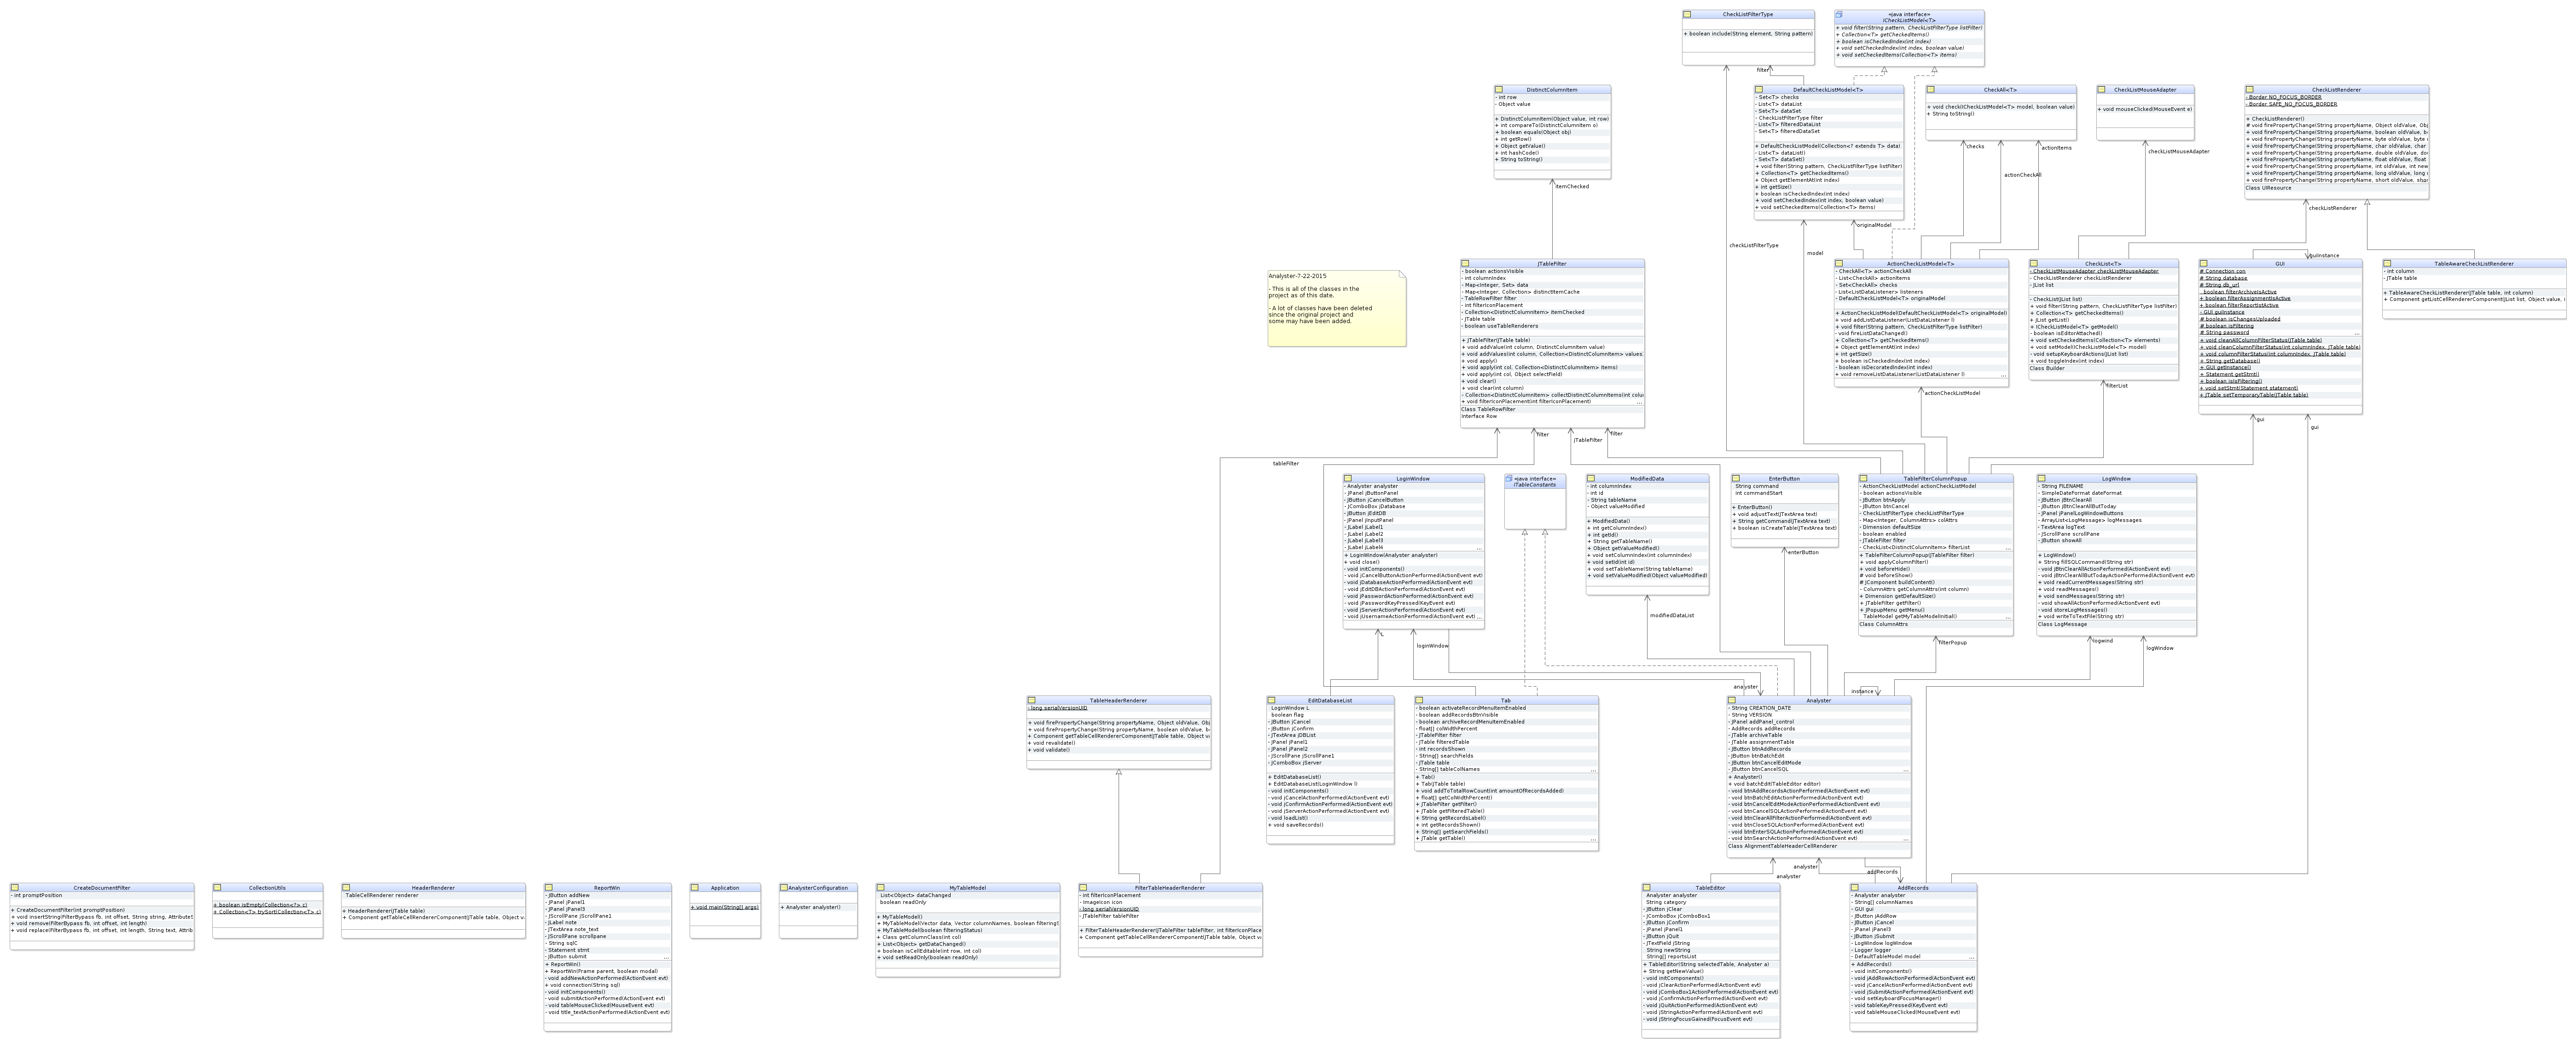 CheckListFilterType
+ boolean include(String element, String pattern)
«java interface»
ICheckListModel<T>
+ void filter(String pattern, CheckListFilterType listFilter)
+ Collection<T> getCheckedItems()
+ boolean isCheckedIndex(int index)
+ void setCheckedIndex(int index, boolean value)
+ void setCheckedItems(Collection<T> items)
filter
DistinctColumnItem
- int row
- Object value
+ DistinctColumnItem(Object value, int row)
+ int compareTo(DistinctColumnItem o)
+ boolean equals(Object obj)
+ int getRow()
+ Object getValue()
+ int hashCode()
+ String toString()
itemChecked
DefaultCheckListModel<T>
- Set<T> checks
- List<T> dataList
- Set<T> dataSet
- CheckListFilterType filter
- List<T> filteredDataList
- Set<T> filteredDataSet
+ DefaultCheckListModel(Collection<? extends T> data)
- List<T> dataList()
- Set<T> dataSet()
+ void filter(String pattern, CheckListFilterType listFilter)
+ Collection<T> getCheckedItems()
+ Object getElementAt(int index)
+ int getSize()
+ boolean isCheckedIndex(int index)
+ void setCheckedIndex(int index, boolean value)
+ void setCheckedItems(Collection<T> items)
CheckAll<T>
+ void check(ICheckListModel<T> model, boolean value)
+ String toString()
CheckListMouseAdapter
+ void mouseClicked(MouseEvent e)
CheckListRenderer
- Border NO_FOCUS_BORDER
- Border SAFE_NO_FOCUS_BORDER
+ CheckListRenderer()
# void firePropertyChange(String propertyName, Object oldValue, Obj
+ void firePropertyChange(String propertyName, boolean oldValue, b
+ void firePropertyChange(String propertyName, byte oldValue, byte
+ void firePropertyChange(String propertyName, char oldValue, char
+ void firePropertyChange(String propertyName, double oldValue, do
+ void firePropertyChange(String propertyName, float oldValue, float
+ void firePropertyChange(String propertyName, int oldValue, int new
+ void firePropertyChange(String propertyName, long oldValue, long
+ void firePropertyChange(String propertyName, short oldValue,
Class UIResource
checks
actionCheckAll
actionItems
checkListMouseAdapter
checkListRenderer
originalModel
checkListFilterType
model
guiInstance
Analyster-7-22-2015
- This is all of the classes in the
project as of this date.
- A lot of classes have been deleted
since the original project and
some may have been added.
JTableFilter
- boolean actionsVisible
- int columnIndex
- Map<Integer, Set> data
- Map<Integer, Collection> distinctItemCache
- TableRowFilter filter
- int filterIconPlacement
- Collection<DistinctColumnItem> itemChecked
- JTable table
- boolean useTableRenderers
+ JTableFilter(JTable table)
+ void addValue(int column, DistinctColumnItem value)
+ void addValues(int column, Collection<DistinctColumnItem> values
+ void apply()
+ void apply(int col, Collection<DistinctColumnItem> items)
+ void apply(int col, Object selectField)
+ void clear()
+ void clear(int column)
- Collection<DistinctColumnItem> collectDistinctColumnItems(int colu
+ void filterIconPlacement(int filterIconPlacement) ...
Class TableRowFilter
Interface Row
ActionCheckListModel<T>
- CheckAll<T> actionCheckAll
- List<CheckAll> actionItems
- Set<CheckAll> checks
- List<ListDataListener> listeners
- DefaultCheckListModel<T> originalModel
+ ActionCheckListModel(DefaultCheckListModel<T> originalModel)
+ void addListDataListener(ListDataListener l)
+ void filter(String pattern, CheckListFilterType listFilter)
- void fireListDataChanged()
+ Collection<T> getCheckedItems()
+ Object getElementAt(int index)
+ int getSize()
+ boolean isCheckedIndex(int index)
- boolean isDecoratedIndex(int index)
+ void removeListDataListener(ListDataListener l) ...
CheckList<T>
- CheckListMouseAdapter checkListMouseAdapter
- CheckListRenderer checkListRenderer
- JList list
- CheckList(JList list)
+ void filter(String pattern, CheckListFilterType listFilter)
+ Collection<T> getCheckedItems()
+ JList getList()
+ ICheckListModel<T> getModel()
- boolean isEditorAttached()
+ void setCheckedItems(Collection<T> elements)
+ void setModel(ICheckListModel<T> model)
- void setupKeyboardActions(JList list)
+ void toggleIndex(int index)
Class Builder
GUI
# Connection con
# String database
# String db_url
boolean filterArchiveIsActive
+ boolean filterAssignmentIsActive
+ boolean filterReportIstActive
- GUI guiInstance
# boolean isChangesUploaded
# boolean isFiltering
# String password ...
+ void cleanAllColumnFilterStatus(JTable table)
+ void cleanColumnFilterStatus(int columnIndex, JTable table)
+ void columnFilterStatus(int columnIndex, JTable table)
+ String getDatabase()
+ GUI getInstance()
+ Statement getStmt()
+ boolean isIsFiltering()
+ void setStmt(Statement statement)
+ JTable setTemporaryTable(JTable table)
TableAwareCheckListRenderer
- int column
- JTable table
+ TableAwareCheckListRenderer(JTable table, int column)
+ Component getListCellRendererComponent(JList list, Object value, i
actionCheckListModel
filterList
gui
gui
tableFilter
filter
jTableFilter
filter
LoginWindow
- Analyster analyster
- JPanel jButtonPanel
- JButton jCancelButton
- JComboBox jDatabase
- JButton jEditDB
- JPanel jInputPanel
- JLabel jLabel1
- JLabel jLabel2
- JLabel jLabel3
- JLabel jLabel4 ...
+ LoginWindow(Analyster analyster)
+ void close()
- void initComponents()
- void jCancelButtonActionPerformed(ActionEvent evt)
- void jDatabaseActionPerformed(ActionEvent evt)
- void jEditDBActionPerformed(ActionEvent evt)
- void jPasswordActionPerformed(ActionEvent evt)
- void jPasswordKeyPressed(KeyEvent evt)
- void jServerActionPerformed(ActionEvent evt)
- void jUsernameActionPerformed(ActionEvent evt) ...
«java interface»
ITableConstants
ModifiedData
- int columnIndex
- int id
- String tableName
- Object valueModified
+ ModifiedData()
+ int getColumnIndex()
+ int getId()
+ String getTableName()
+ Object getValueModified()
+ void setColumnIndex(int columnIndex)
+ void setId(int id)
+ void setTableName(String tableName)
+ void setValueModified(Object valueModified)
EnterButton
String command
int commandStart
+ EnterButton()
+ void adjustText(JTextArea text)
+ String getCommand(JTextArea text)
+ boolean isCreateTable(JTextArea text)
TableFilterColumnPopup
- ActionCheckListModel actionCheckListModel
- boolean actionsVisible
- JButton btnApply
- JButton btnCancel
- CheckListFilterType checkListFilterType
- Map<Integer, ColumnAttrs> colAttrs
- Dimension defaultSize
- boolean enabled
- JTableFilter filter
- CheckList<DistinctColumnItem> filterList ...
+ TableFilterColumnPopup(JTableFilter filter)
+ void applyColumnFilter()
+ void beforeHide()
# void beforeShow()
# JComponent buildContent()
- ColumnAttrs getColumnAttrs(int column)
+ Dimension getDefaultSize()
+ JTableFilter getFilter()
+ JPopupMenu getMenu()
TableModel getMyTableModelInitial() ...
Class ColumnAttrs
LogWindow
- String FILENAME
- SimpleDateFormat dateFormat
- JButton jBtnClearAll
- JButton jBtnClearAllButToday
- JPanel jPanelLogWindowButtons
- ArrayList<LogMessage> logMessages
- TextArea logText
- JScrollPane scrollPane
- JButton showAll
+ LogWindow()
+ String fillSQLCommand(String str)
- void jBtnClearAllActionPerformed(ActionEvent evt)
- void jBtnClearAllButTodayActionPerformed(ActionEvent evt)
+ void readCurrentMessages(String str)
+ void readMessages()
+ void sendMessages(String str)
- void showAllActionPerformed(ActionEvent evt)
- void storeLogMessages()
+ void writeToTextFile(String str)
Class LogMessage
enterButton
modifiedDataList
L
loginWindow
filterPopup
logwind
logWindow
analyster
instance
TableHeaderRenderer
- long serialVersionUID
+ void firePropertyChange(String propertyName, Object oldValue, Obj
+ void firePropertyChange(String propertyName, boolean oldValue, b
+ Component getTableCellRendererComponent(JTable table, Object v
+ void revalidate()
+ void validate()
EditDatabaseList
LoginWindow L
boolean flag
- JButton jCancel
- JButton jConfirm
- JTextArea jDBList
- JPanel jPanel1
- JPanel jPanel2
- JScrollPane jScrollPane1
- JComboBox jServer
+ EditDatabaseList()
+ EditDatabaseList(LoginWindow l)
- void initComponents()
- void jCancelActionPerformed(ActionEvent evt)
- void jConfirmActionPerformed(ActionEvent evt)
- void jServerActionPerformed(ActionEvent evt)
- void loadList()
+ void saveRecords()
Tab
- boolean activateRecordMenuItemEnabled
- boolean addRecordsBtnVisible
- boolean archiveRecordMenuItemEnabled
- float[] colWidthPercent
- JTableFilter filter
- JTable filteredTable
- int recordsShown
- String[] searchFields
- JTable table
- String[] tableColNames ...
+ Tab()
+ Tab(JTable table)
+ void addToTotalRowCount(int amountOfRecordsAdded)
+ float[] getColWidthPercent()
+ JTableFilter getFilter()
+ JTable getFilteredTable()
+ String getRecordsLabel()
+ int getRecordsShown()
+ String[] getSearchFields()
+ JTable getTable() ...
Analyster
- String CREATION_DATE
- String VERSION
- JPanel addPanel_control
- AddRecords addRecords
- JTable archiveTable
- JTable assignmentTable
- JButton btnAddRecords
- JButton btnBatchEdit
- JButton btnCancelEditMode
- JButton btnCancelSQL ...
+ Analyster()
+ void batchEdit(TableEditor editor)
- void btnAddRecordsActionPerformed(ActionEvent evt)
- void btnBatchEditActionPerformed(ActionEvent evt)
- void btnCancelEditModeActionPerformed(ActionEvent evt)
- void btnCancelSQLActionPerformed(ActionEvent evt)
- void btnClearAllFilterActionPerformed(ActionEvent evt)
- void btnCloseSQLActionPerformed(ActionEvent evt)
- void btnEnterSQLActionPerformed(ActionEvent evt)
- void btnSearchActionPerformed(ActionEvent evt) ...
Class AlignmentTableHeaderCellRenderer
analyster
analyster
addRecords
CreateDocumentFilter
- int promptPosition
+ CreateDocumentFilter(int promptPosition)
+ void insertString(FilterBypass fb, int offset, String string, AttributeS
+ void remove(FilterBypass fb, int offset, int length)
+ void replace(FilterBypass fb, int offset, int length, String text, Attrib
CollectionUtils
+ boolean isEmpty(Collection<?> c)
+ Collection<T> trySort(Collection<T> c)
HeaderRenderer
TableCellRenderer renderer
+ HeaderRenderer(JTable table)
+ Component getTableCellRendererComponent(JTable table, Object v
ReportWin
- JButton addNew
- JPanel jPanel1
- JPanel jPanel3
- JScrollPane jScrollPane1
- JLabel note
- JTextArea note_text
- JScrollPane scrollpane
- String sqlC
- Statement stmt
- JButton submit ...
+ ReportWin()
+ ReportWin(Frame parent, boolean modal)
- void addNewActionPerformed(ActionEvent evt)
+ void connection(String sql)
- void initComponents()
- void submitActionPerformed(ActionEvent evt)
- void tableMouseClicked(MouseEvent evt)
- void title_textActionPerformed(ActionEvent evt)
Application
+ void main(String[] args)
AnalysterConfiguration
+ Analyster analyster()
MyTableModel
List<Object> dataChanged
boolean readOnly
+ MyTableModel()
+ MyTableModel(Vector data, Vector columnNames, boolean filteringS
+ MyTableModel(boolean filteringStatus)
+ Class getColumnClass(int col)
+ List<Object> getDataChanged()
+ boolean isCellEditable(int row, int col)
+ void setReadOnly(boolean readOnly)
FilterTableHeaderRenderer
- int filterIconPlacement
- ImageIcon icon
- long serialVersionUID
- JTableFilter tableFilter
+ FilterTableHeaderRenderer(JTableFilter tableFilter, int filterIconPlace
+ Component getTableCellRendererComponent(JTable table, Object v
TableEditor
Analyster analyster
String category
- JButton jClear
- JComboBox jComboBox1
- JButton jConfirm
- JPanel jPanel1
- JButton jQuit
- JTextField jString
String newString
String[] reportsList
+ TableEditor(String selectedTable, Analyster a)
+ String getNewValue()
- void initComponents()
- void jClearActionPerformed(ActionEvent evt)
- void jComboBox1ActionPerformed(ActionEvent evt)
- void jConfirmActionPerformed(ActionEvent evt)
- void jQuitActionPerformed(ActionEvent evt)
- void jStringActionPerformed(ActionEvent evt)
- void jStringFocusGained(FocusEvent evt)
AddRecords
- Analyster analyster
- String[] columnNames
- GUI gui
- JButton jAddRow
- JButton jCancel
- JPanel jPanel3
- JButton jSubmit
- LogWindow logWindow
- Logger logger
- DefaultTableModel model ...
+ AddRecords()
- void initComponents()
- void jAddRowActionPerformed(ActionEvent evt)
- void jCancelActionPerformed(ActionEvent evt)
- void jSubmitActionPerformed(ActionEvent evt)
- void setKeyboardFocusManager()
- void tableKeyPressed(KeyEvent evt)
- void tableMouseClicked(MouseEvent evt)